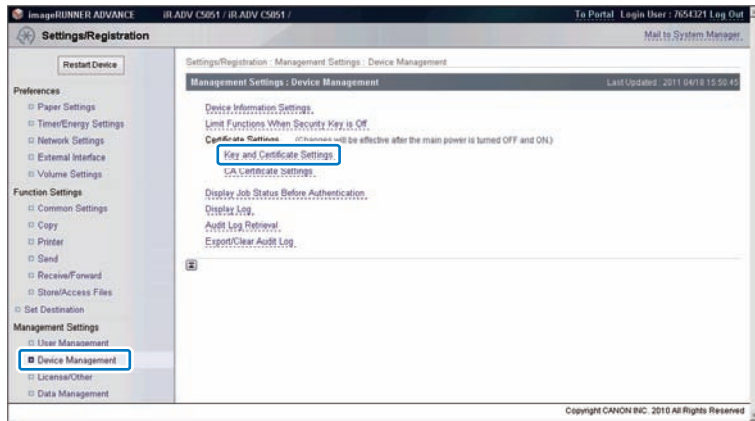 imageRUNNER ADVANCE iR-ADV C5051 / iR-ADV C5051 / To Portal Login User : 7654321 Log Out
Settings/Registration Mail to System Manager
Restart Device
Settings/Registration : Management Settings : Device Management
Management Settings : Device Management Last Updated : 2011 04/18 15:50:45
Preferences
Paper Settings
Timer/Energy Settings
Network Settings
External Interface
Volume Settings
Function Settings
Common Settings
Copy
Printer
Send
Receive/Forward
Store/Access Files
Set Destination
Management Settings
User Management
Device Management
License/Other
Data Management
Device Information Settings
Limit Functions When Security Key is Off
Certificate Settings (Changes will be effective after the main power is turned OFF and ON.)
Key and Certificate Settings
CA Certificate Settings
Display Job Status Before Authentication
Display Log
Audit Log Retrieval
Export/Clear Audit Log
Copyright CANON INC. 2010 All Rights Reserved